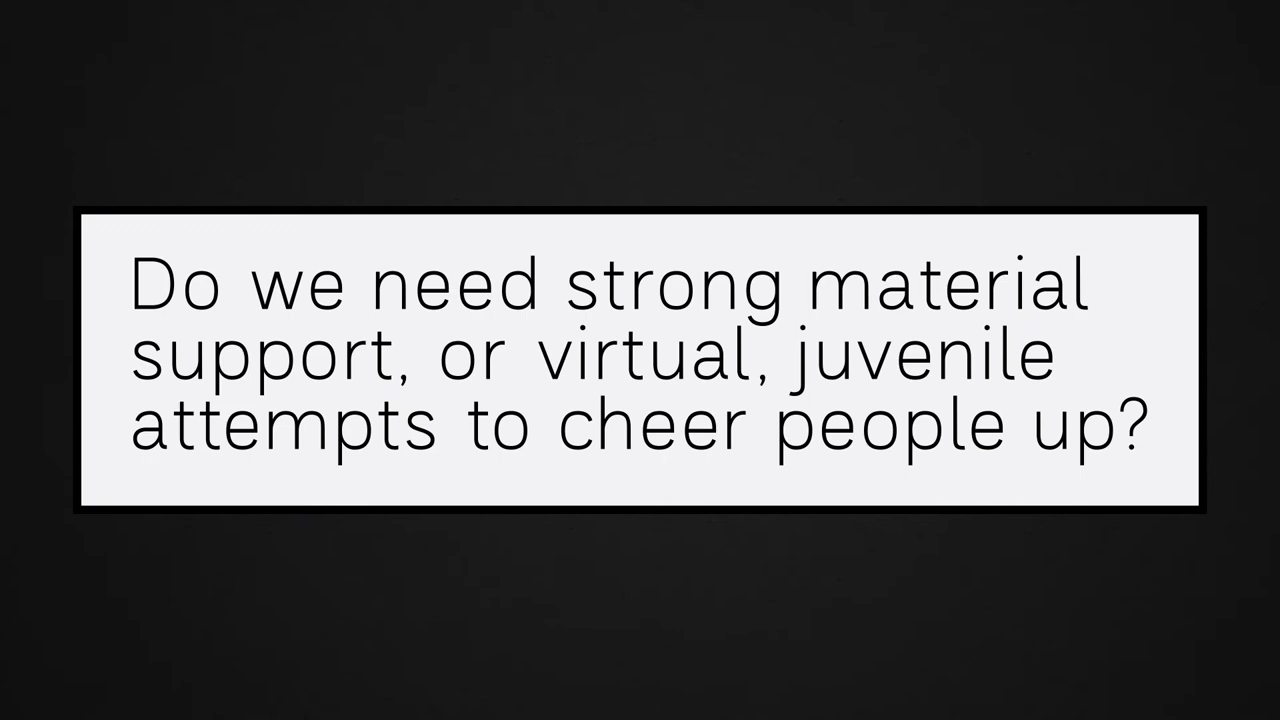 Do we need strong material
support, or virtual, juvenile
attempts to cheer people up?